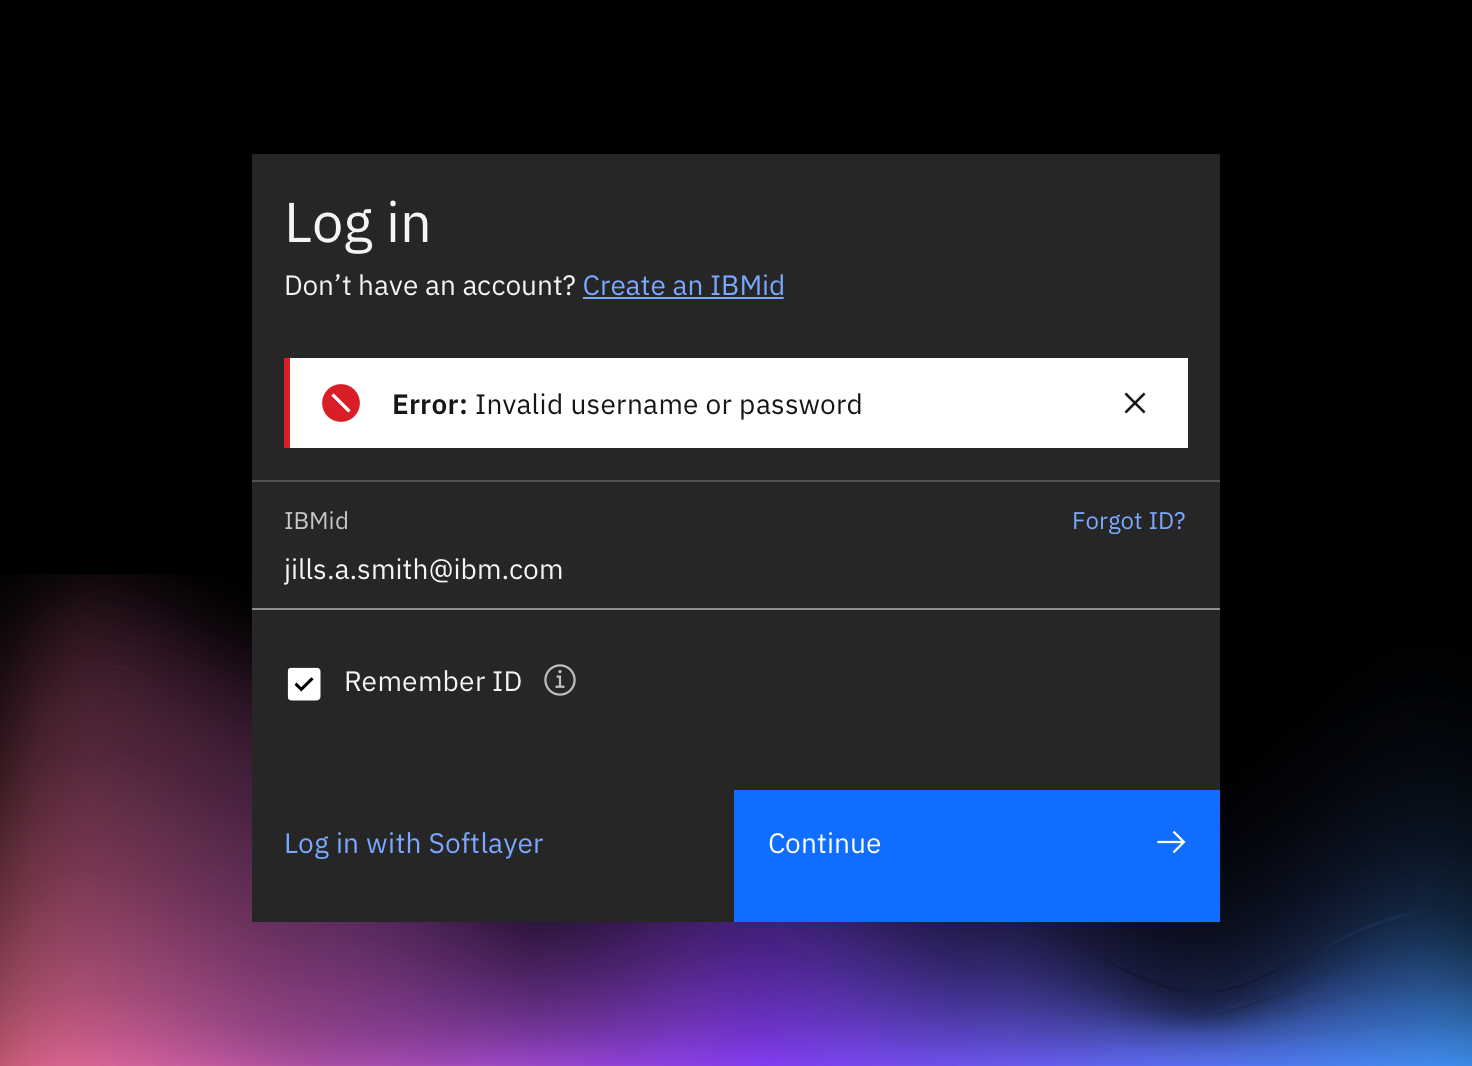 Log in
Don’t have an account? Create an IBMid
Error: Invalid username or password
IBMid
Forgot ID?
jills.a.smith@ibm.com
Remember ID
Log in with Softlayer
Continue